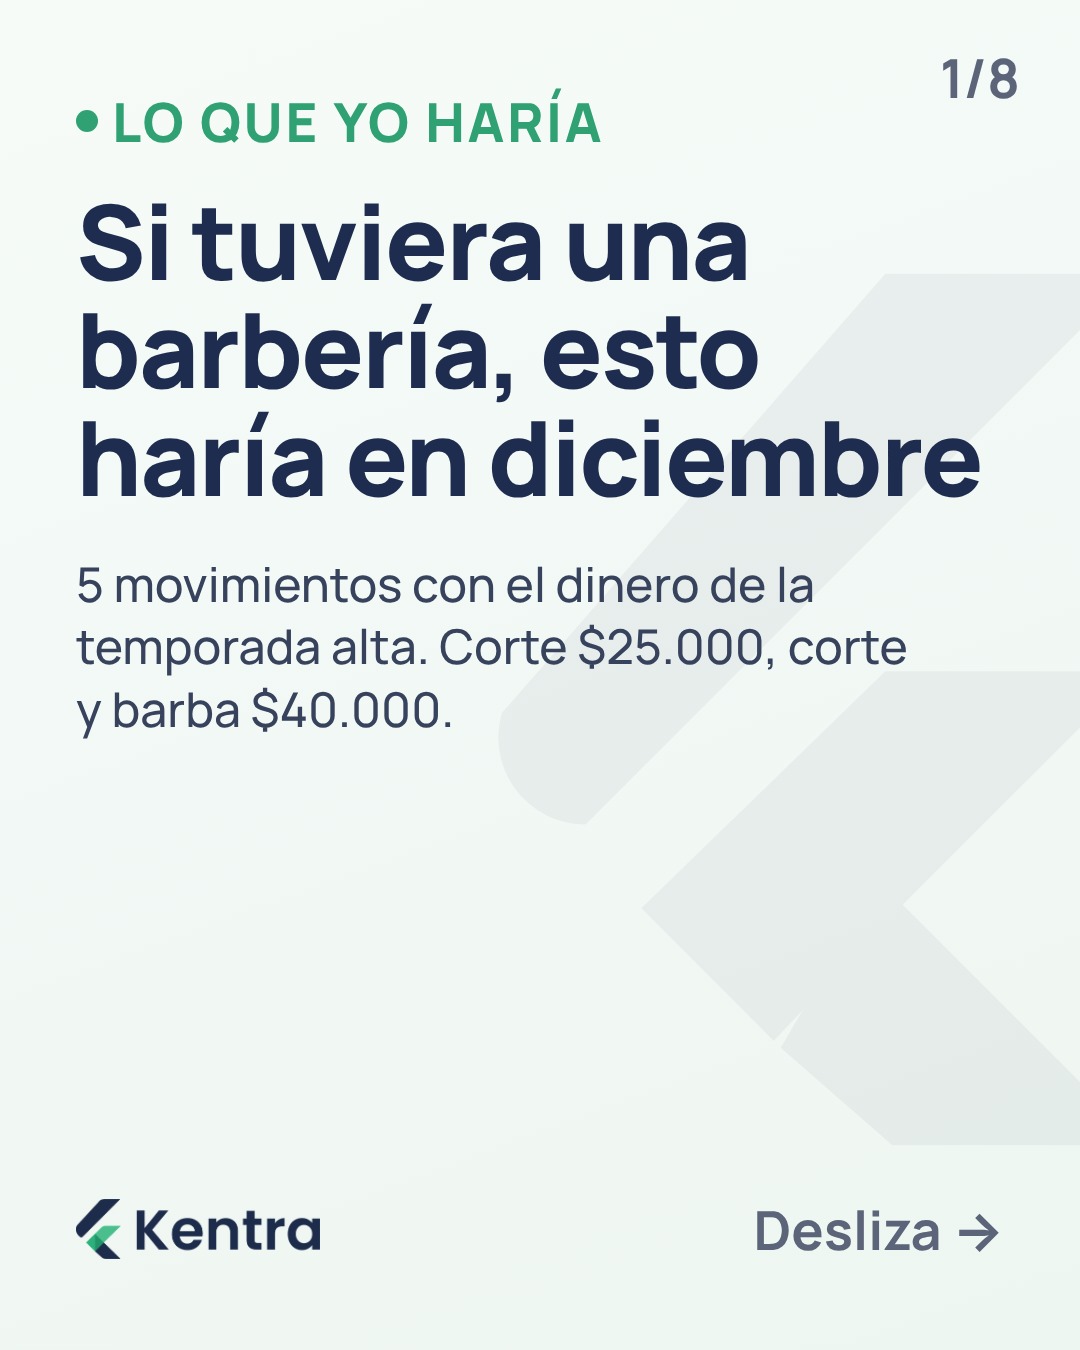 1/8
• LO QUE YO HARÍA
Si tuviera una
barbería, esto
haría en diciembre
5 movimientos con el dinero de la
temporada alta. Corte $25.000, corte
y barba $40.000.
Kentra
Desliza →